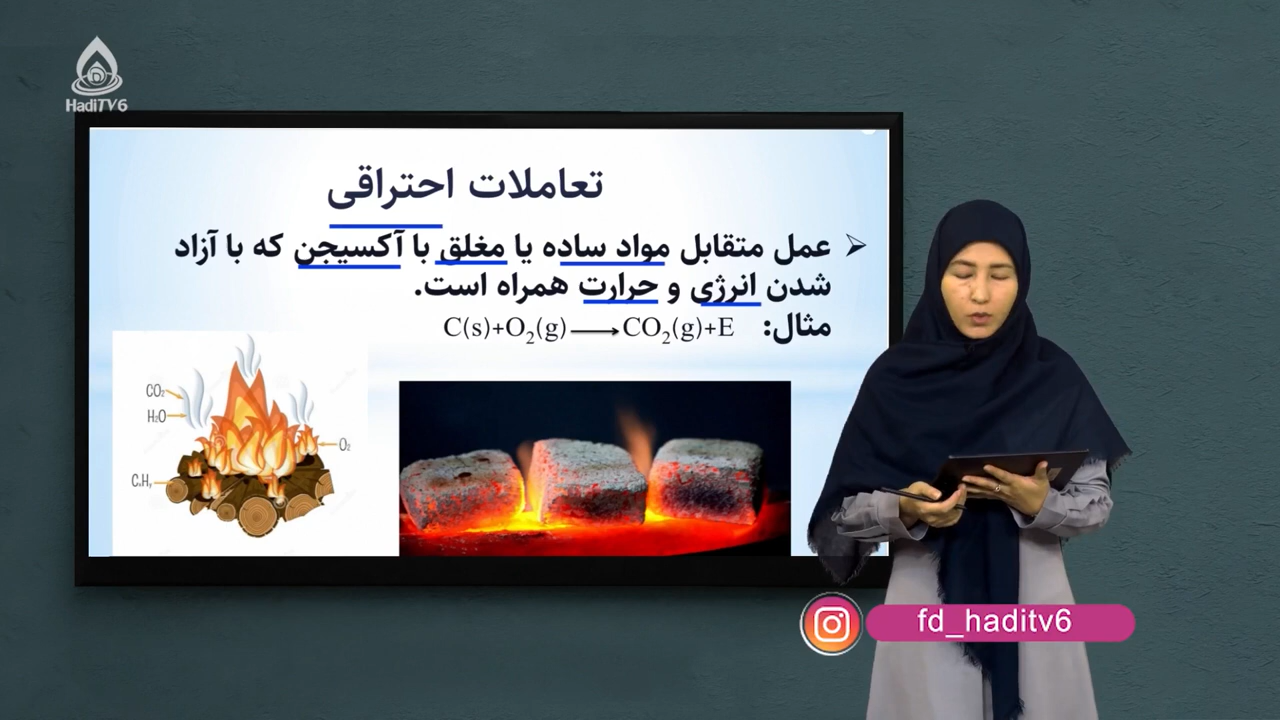 HadiTV6
تعاملات احتراقی
عمل متقابل مواد ساده یا مغلق با آکسیجن که با آزاد
شدن انرژی و حرارت همراه است.
مثال: C(s)+O₂(g)⟶CO₂(g)+E
CO₂
H₂O
O₂
CₓHᵧ
fd_haditv6